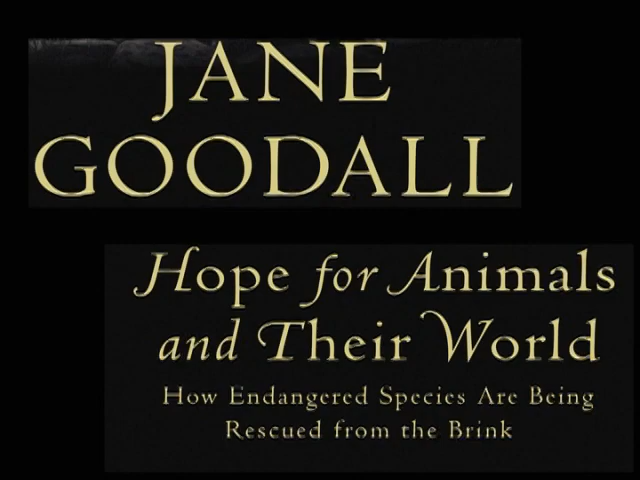 JANE
GOODALL
Hope for Animals
and Their World
How Endangered Species Are Being
Rescued from the Brink